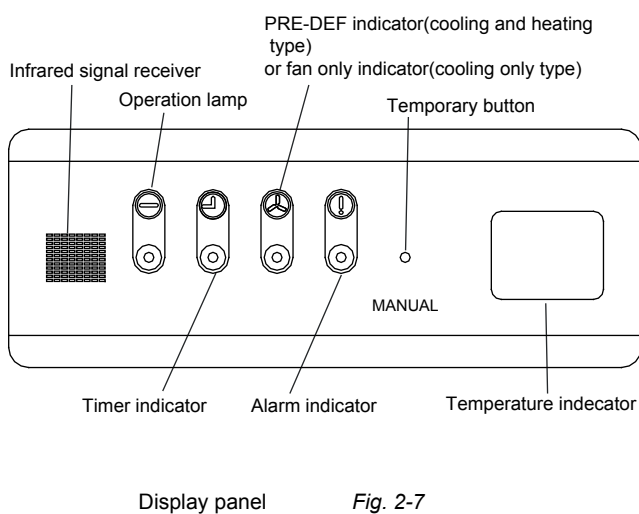 PRE-DEF indicator(cooling and heating
type)
or fan only indicator(cooling only type)
Infrared signal receiver
Operation lamp
Temporary button
MANUAL
Timer indicator
Alarm indicator
Temperature indecator
Display panel Fig. 2-7